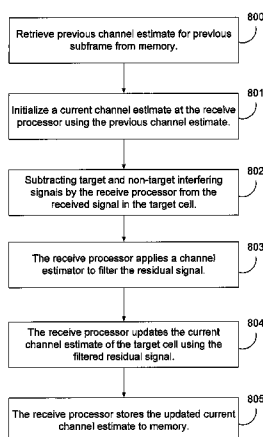 800
Retrieve previous channel estimate for previous
subframe from memory.
801
Initialize a current channel estimate at the receive
processor using the previous channel estimate.
802
Subtracting target and non-target interfering
signals by the receive processor from the
received signal in the target cell.
803
The receive processor applies a channel
estimator to filter the residual signal.
804
The receive processor updates the current
channel estimate of the target cell using the
filtered residual signal.
805
The receive processor stores the updated current
channel estimate to memory.